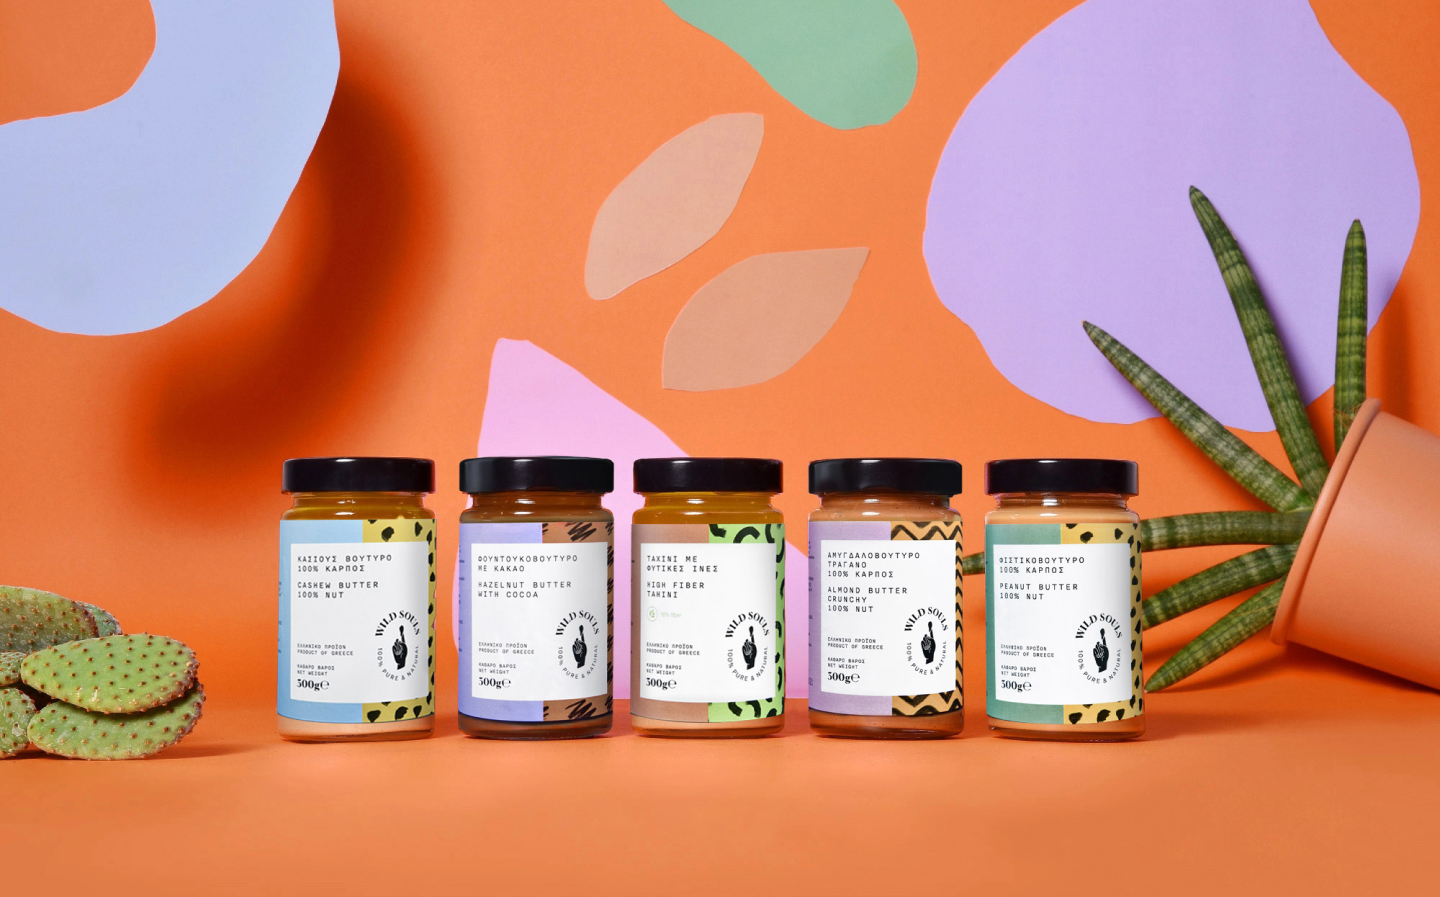 ΚΑΣΙΟΥΣ ΒΟΥΤΥΡΟ
100% ΚΑΡΠΟΣ
CASHEW BUTTER
100% NUT
ΕΛΛΗΝΙΚΟ ΠΡΟΪΟΝ
PRODUCT OF GREECE
ΚΑΘΑΡΟ ΒΑΡΟΣ
NET WEIGHT
300g℮
WILD SOULS
100% PURE & NATURAL
ΦΟΥΝΤΟΥΚΟΒΟΥΤΥΡΟ
ΜΕ ΚΑΚΑΟ
HAZELNUT BUTTER
WITH COCOA
ΕΛΛΗΝΙΚΟ ΠΡΟΪΟΝ
PRODUCT OF GREECE
ΚΑΘΑΡΟ ΒΑΡΟΣ
NET WEIGHT
300g℮
WILD SOULS
100% PURE & NATURAL
ΤΑΧΙΝΙ ΜΕ
ΦΥΤΙΚΕΣ ΙΝΕΣ
HIGH FIBER
TAHINI
ΕΛΛΗΝΙΚΟ ΠΡΟΪΟΝ
PRODUCT OF GREECE
ΚΑΘΑΡΟ ΒΑΡΟΣ
NET WEIGHT
300g℮
WILD SOULS
100% PURE & NATURAL
ΑΜΥΓΔΑΛΟΒΟΥΤΥΡΟ
ΤΡΑΓΑΝΟ
100% ΚΑΡΠΟΣ
ALMOND BUTTER
CRUNCHY
100% NUT
ΕΛΛΗΝΙΚΟ ΠΡΟΪΟΝ
PRODUCT OF GREECE
ΚΑΘΑΡΟ ΒΑΡΟΣ
NET WEIGHT
300g℮
WILD SOULS
100% PURE & NATURAL
ΦΙΣΤΙΚΟΒΟΥΤΥΡΟ
100% ΚΑΡΠΟΣ
PEANUT BUTTER
100% NUT
ΕΛΛΗΝΙΚΟ ΠΡΟΪΟΝ
PRODUCT OF GREECE
ΚΑΘΑΡΟ ΒΑΡΟΣ
NET WEIGHT
300g℮
WILD SOULS
100% PURE & NATURAL